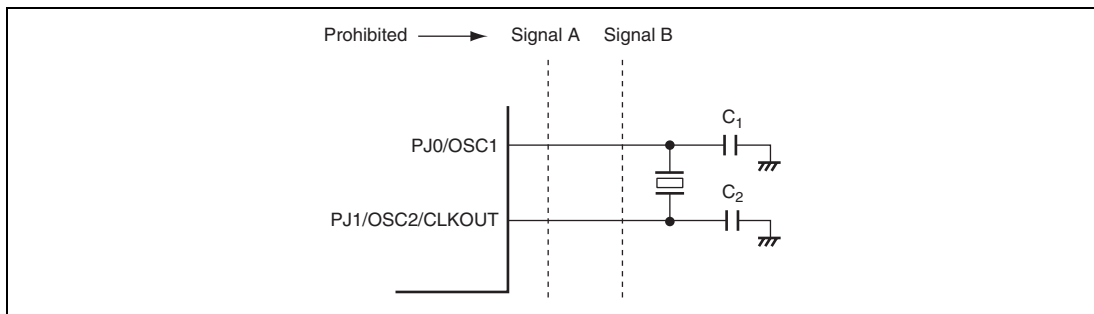 Prohibited Signal A Signal B
C1
PJ0/OSC1
C2
PJ1/OSC2/CLKOUT